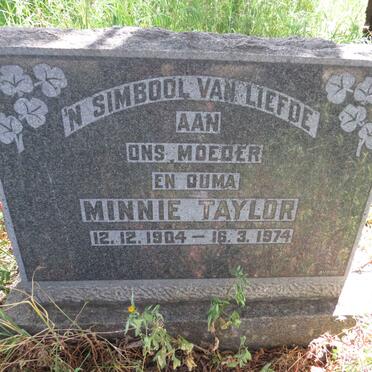 'N SIMBOOL VAN LIEFDE
AAN
ONS MOEDER
EN OUMA
MINNIE TAYLOR
12.12.1904 – 16.3.1974